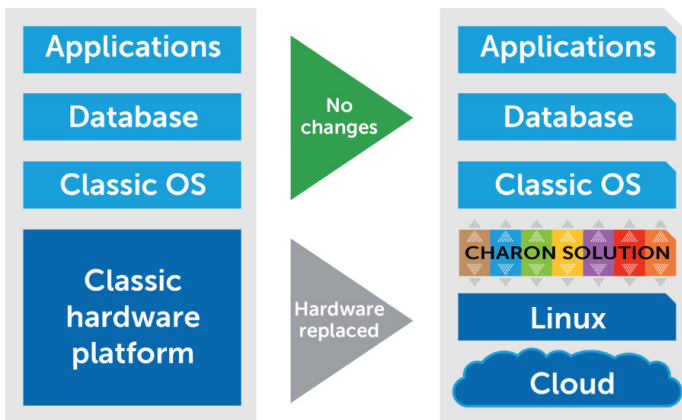 Applications
Database
Classic OS
Classic
hardware
platform
No
changes
Hardware
replaced
Applications
Database
Classic OS
CHARON SOLUTION
Linux
Cloud